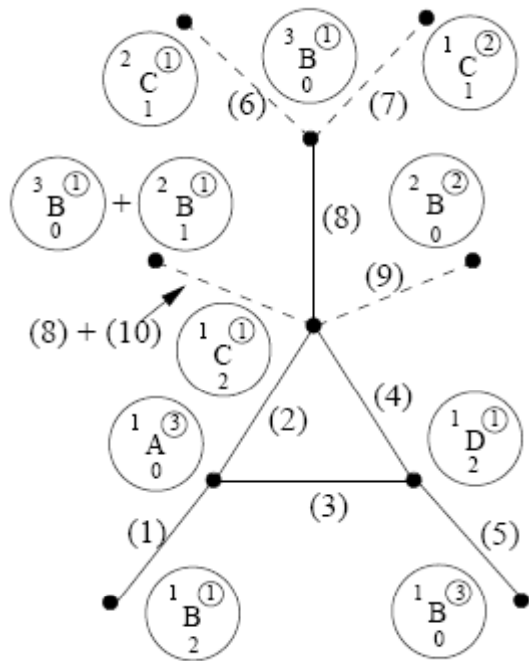 3 B ① 0
2 C ① 1
1 C ② 1
(6)
(7)
3 B ① 0 + 2 B ① 1
2 B ② 0
(8)
(9)
(8) + (10)
1 C ① 2
(2)
(4)
1 A ③ 0
1 D ① 2
(3)
(1)
(5)
1 B ① 2
1 B ③ 0